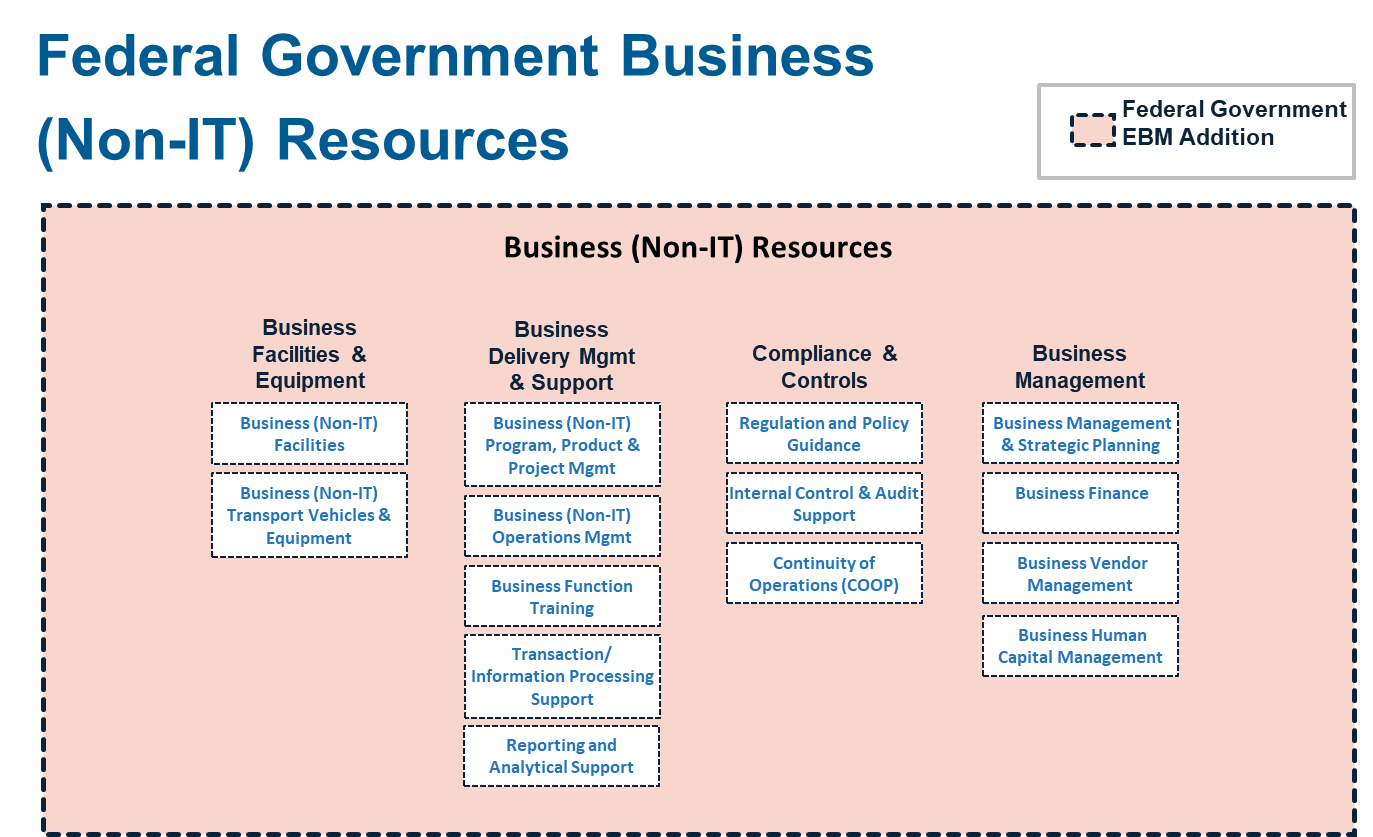 Federal Government Business
(Non-IT) Resources
Federal Government
EBM Addition
Business (Non-IT) Resources
Business
Facilities &
Equipment
Business (Non-IT)
Facilities
Business (Non-IT)
Transport Vehicles &
Equipment
Business
Delivery Mgmt
& Support
Business (Non-IT)
Program, Product &
Project Mgmt
Business (Non-IT)
Operations Mgmt
Business Function
Training
Transaction/
Information Processing
Support
Reporting and
Analytical Support
Compliance &
Controls
Regulation and Policy
Guidance
Internal Control & Audit
Support
Continuity of
Operations (COOP)
Business
Management
Business Management
& Strategic Planning
Business Finance
Business Vendor
Management
Business Human
Capital Management